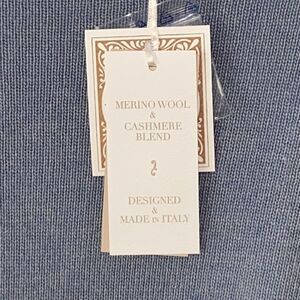 MERINO WOOL
&
CASHMERE
BLEND
DESIGNED
&
MADE IN ITALY